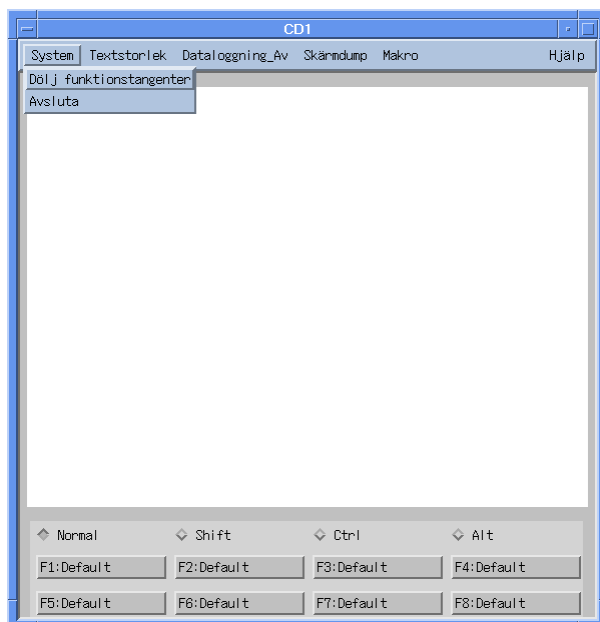 CD1
System Textstorlek Dataloggning_Av Skärmdump Makro Hjälp
Dölj funktionstangenter
Avsluta
Normal Shift Ctrl Alt
F1:Default F2:Default F3:Default F4:Default
F5:Default F6:Default F7:Default F8:Default